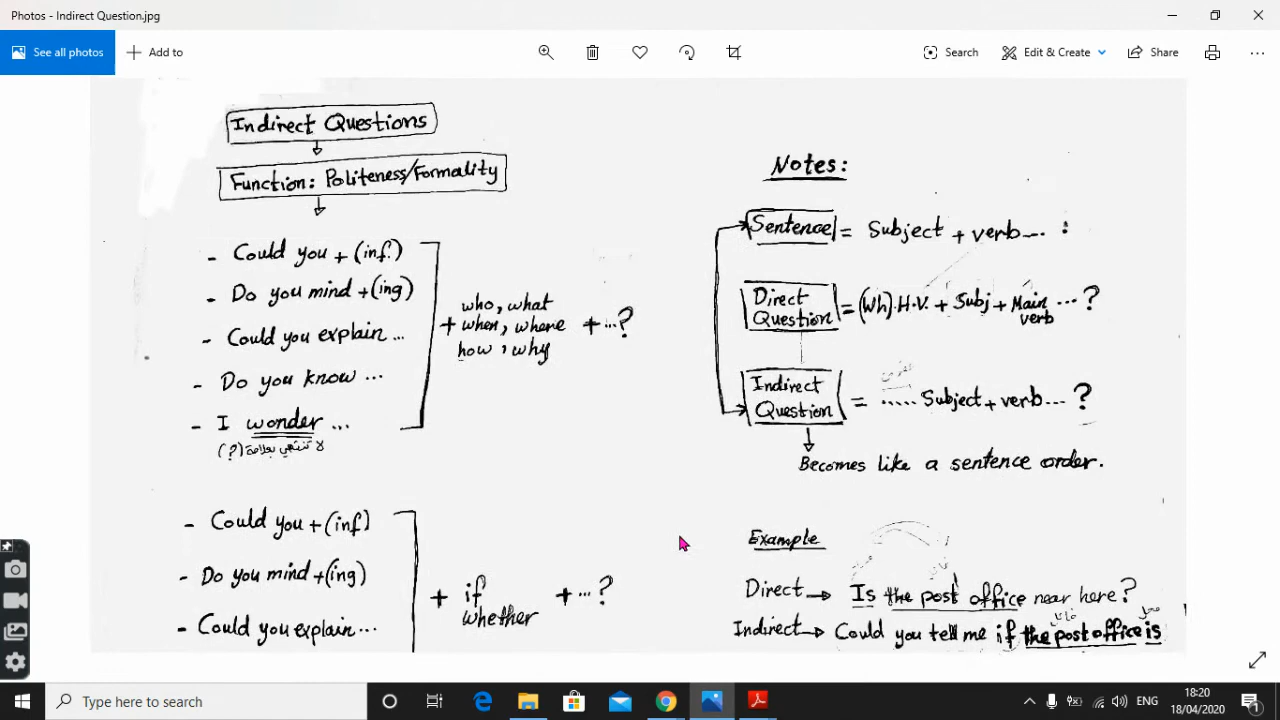 Photos - Indirect Question.jpg
See all photos
Add to
Search
Edit & Create
Share
Indirect Questions
Function: Politeness/Formality
- Could you + (inf.)
- Do you mind + (ing)
- Could you explain ...
- Do you know ...
- I wonder ...
لا تنتهي بعلامة (?)
+ who, what
when, where
how, why
+ ...?
- Could you + (inf)
- Do you mind + (ing)
- Could you explain ...
+ if
whether
+ ...?
Notes:
Sentence = Subject + verb.... :
Direct Question = (Wh). H.V. + Subj + Main verb ... ?
Indirect Question = ..... Subject + verb ... ?
Becomes like a sentence order.
Example
Direct → Is the post office near here?
Indirect → Could you tell me if the post office is
Type here to search
ENG
18:20
18/04/2020
1